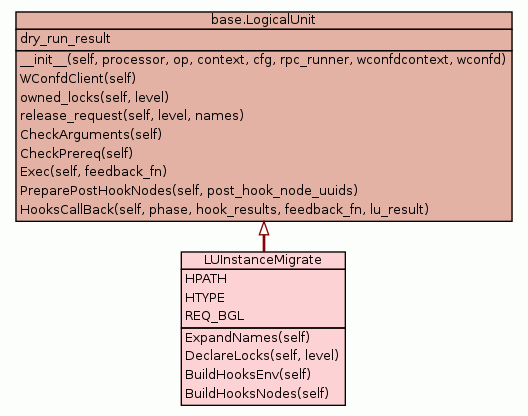 base.LogicalUnit
dry_run_result
__init__(self, processor, op, context, cfg, rpc_runner, wconfdcontext, wconfd)
WConfdClient(self)
owned_locks(self, level)
release_request(self, level, names)
CheckArguments(self)
CheckPrereq(self)
Exec(self, feedback_fn)
PreparePostHookNodes(self, post_hook_node_uuids)
HooksCallBack(self, phase, hook_results, feedback_fn, lu_result)
LUInstanceMigrate
HPATH
HTYPE
REQ_BGL
ExpandNames(self)
DeclareLocks(self, level)
BuildHooksEnv(self)
BuildHooksNodes(self)